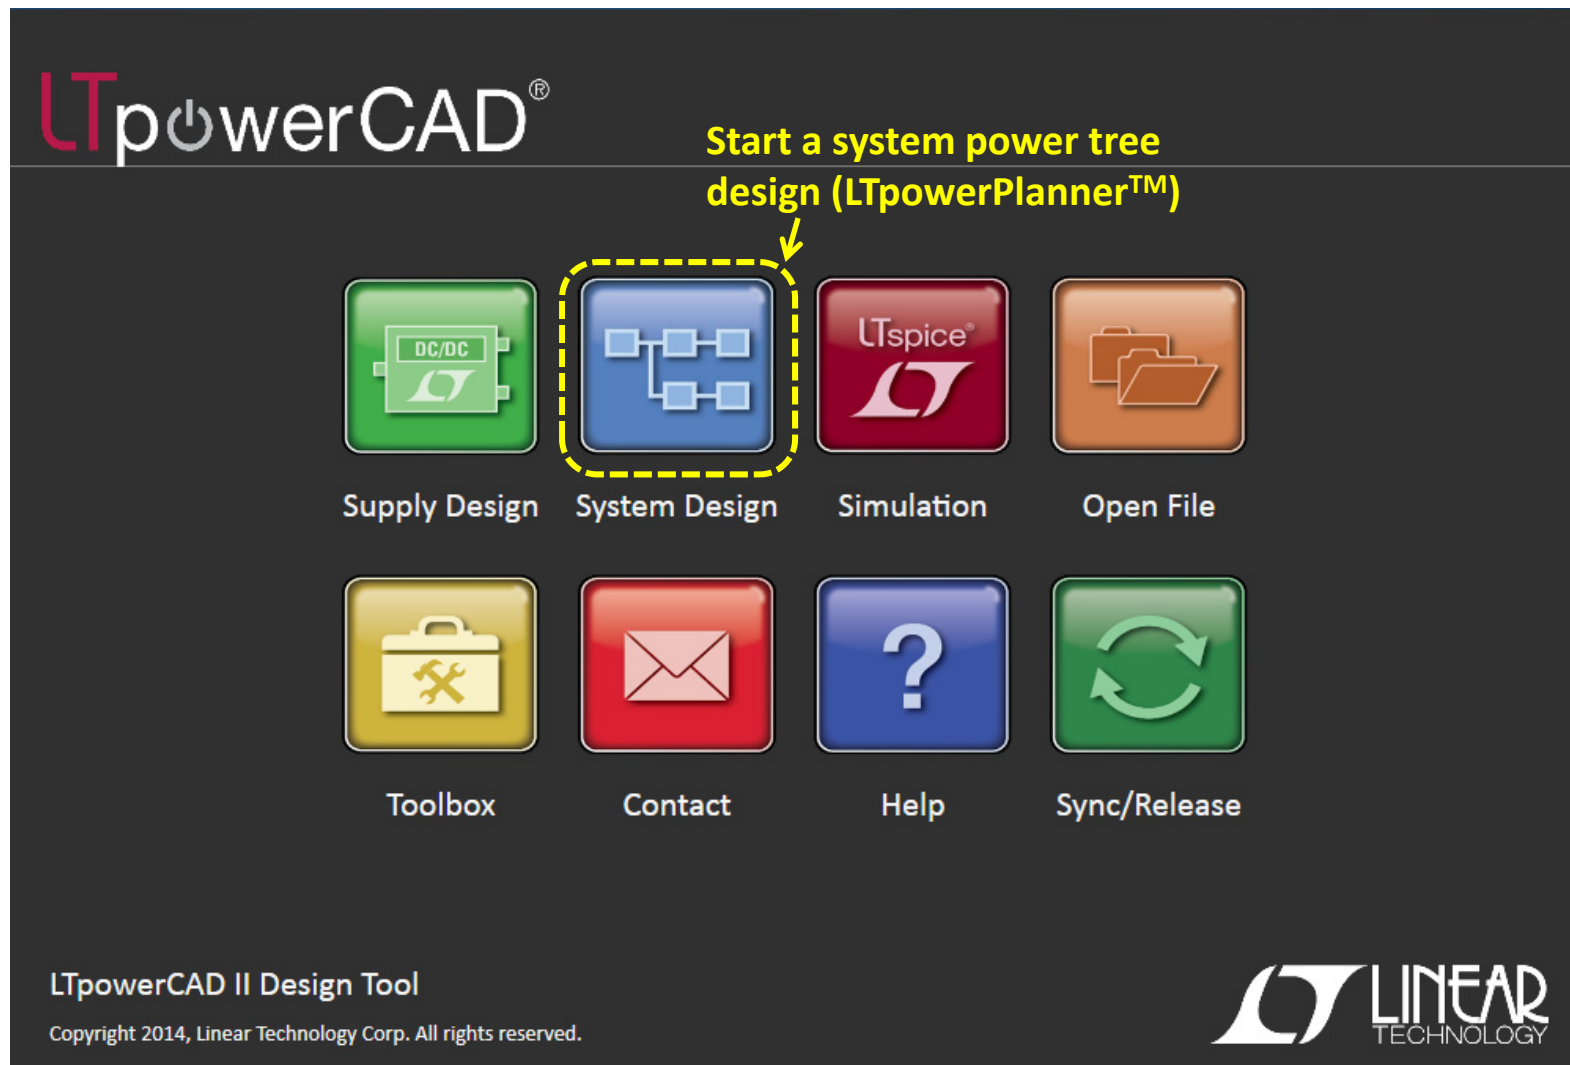 LTpowerCAD®
Start a system power tree
design (LTpowerPlanner™)
DC/DC
LTspice®
Supply Design
System Design
Simulation
Open File
?
Toolbox
Contact
Help
Sync/Release
LTpowerCAD II Design Tool
Copyright 2014, Linear Technology Corp. All rights reserved.
LINEAR
TECHNOLOGY